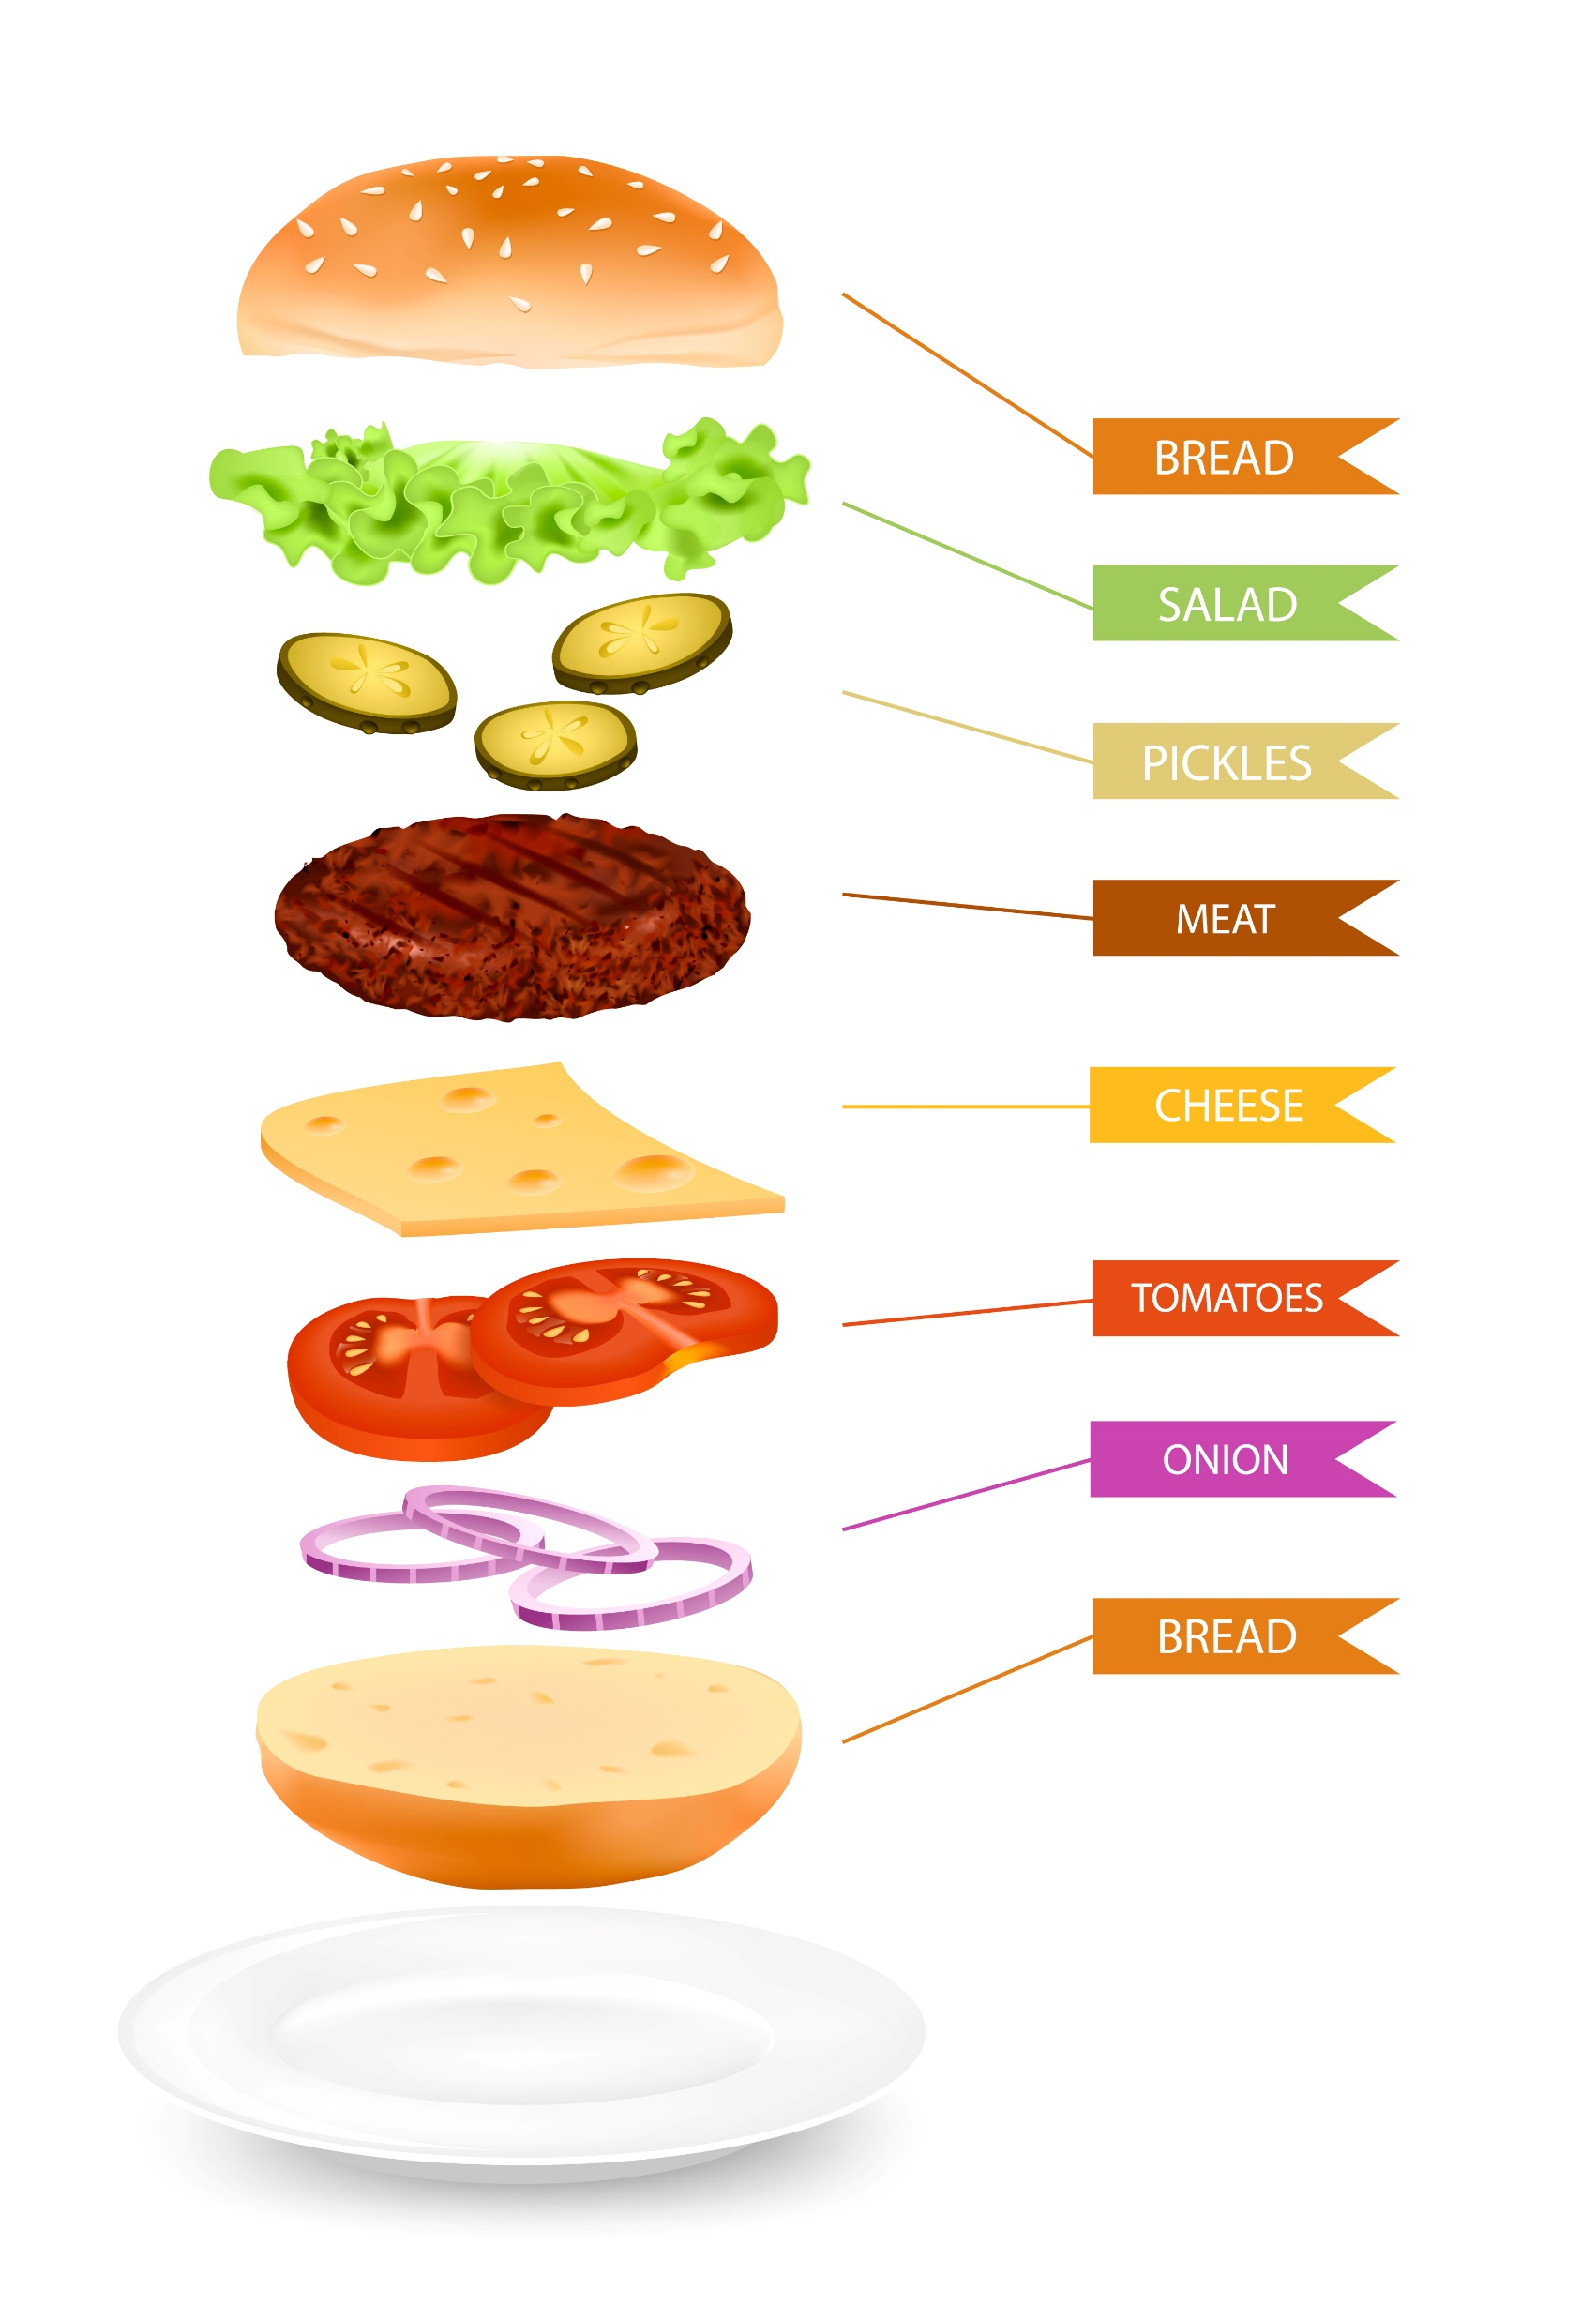 BREAD
SALAD
PICKLES
MEAT
CHEESE
TOMATOES
ONION
BREAD